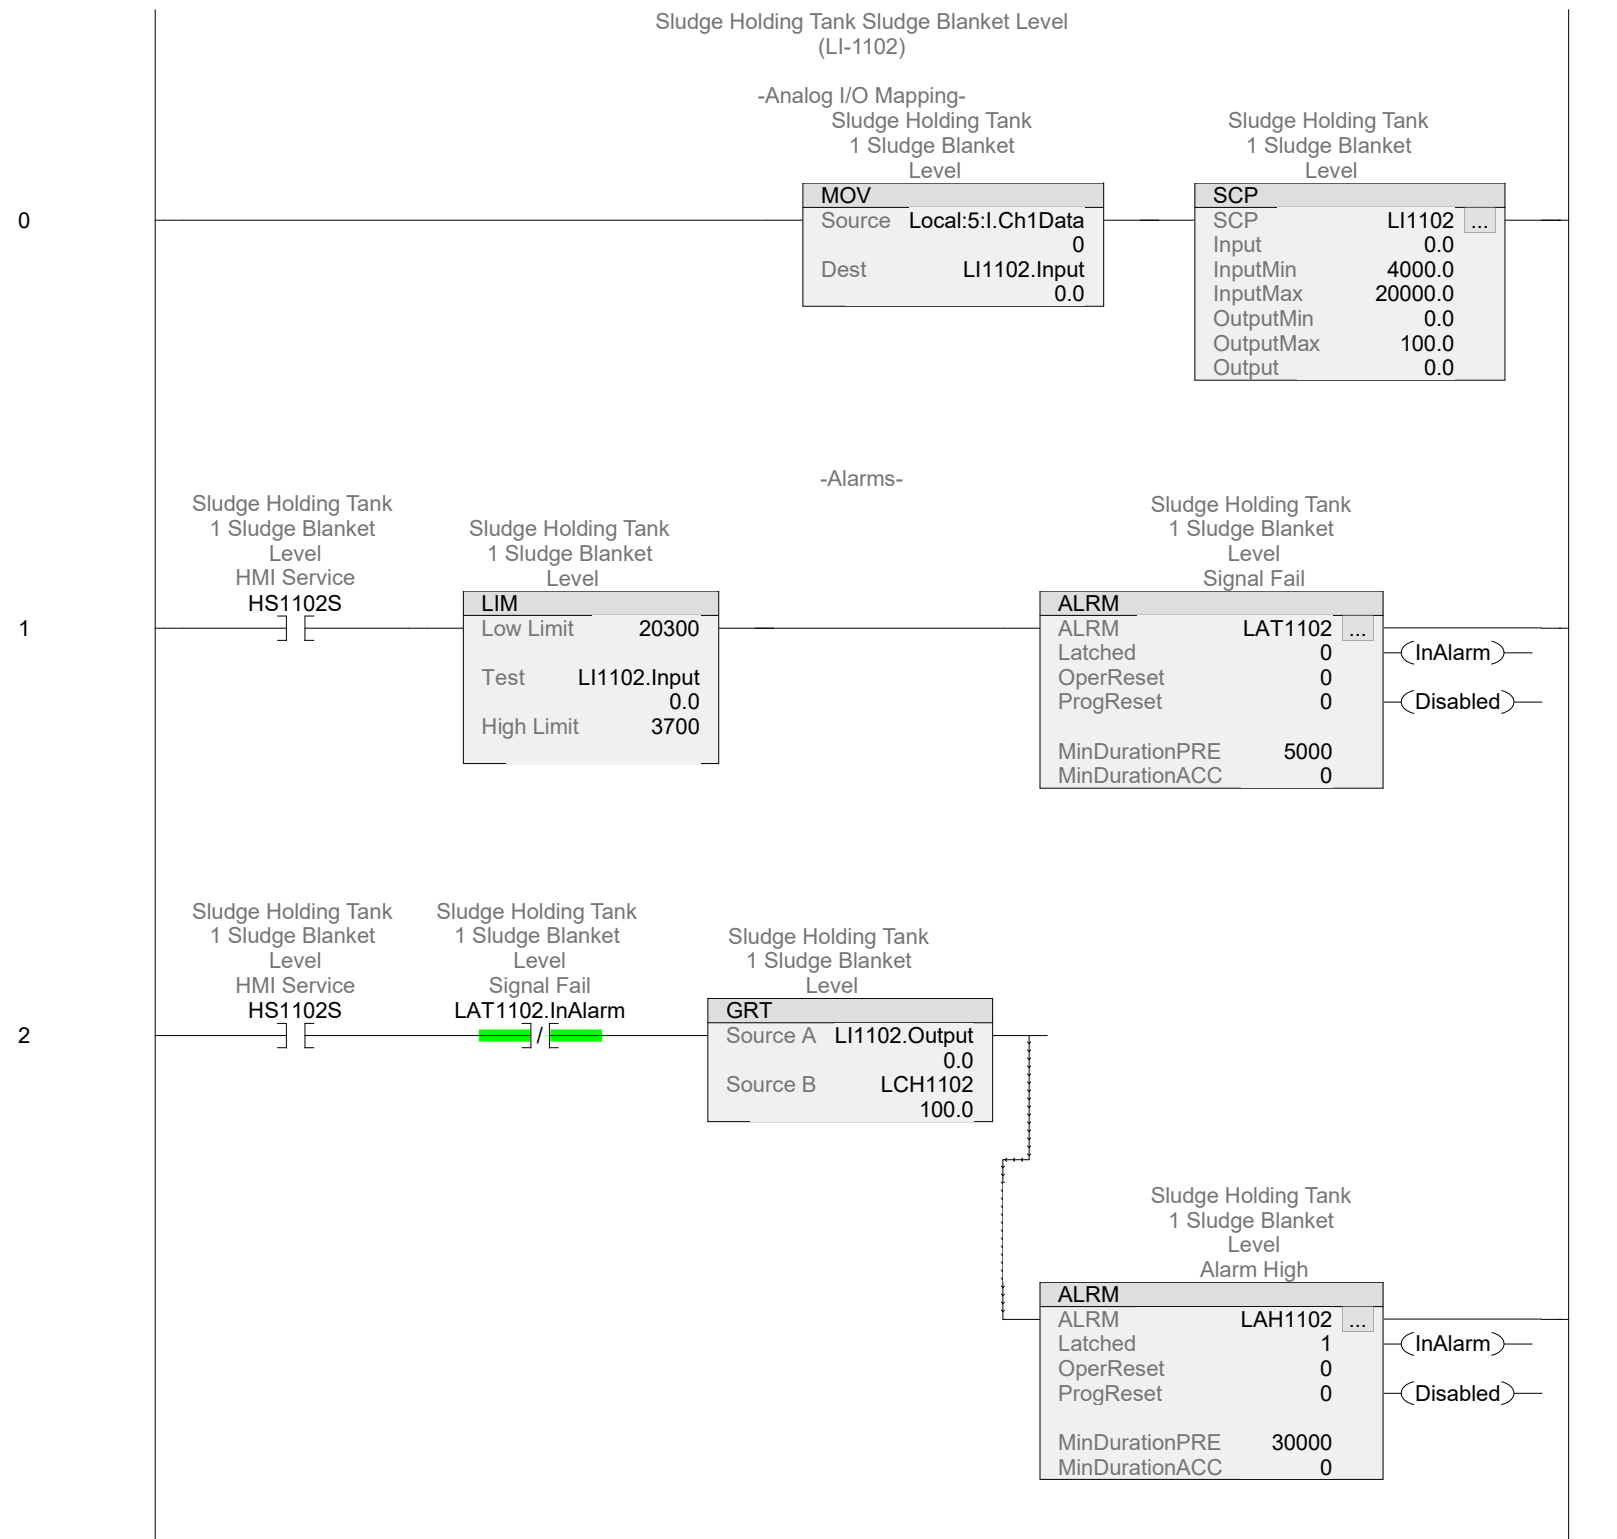 Sludge Holding Tank Sludge Blanket Level
(LI-1102)
-Analog I/O Mapping-
Sludge Holding Tank
1 Sludge Blanket
Level
MOV
Source Local:5:I.Ch1Data
0
Dest LI1102.Input
0.0
Sludge Holding Tank
1 Sludge Blanket
Level
SCP
SCP LI1102 ...
Input 0.0
InputMin 4000.0
InputMax 20000.0
OutputMin 0.0
OutputMax 100.0
Output 0.0
0
-Alarms-
Sludge Holding Tank
1 Sludge Blanket
Level
HMI Service
HS1102S
Sludge Holding Tank
1 Sludge Blanket
Level
LIM
Low Limit 20300
Test LI1102.Input
0.0
High Limit 3700
Sludge Holding Tank
1 Sludge Blanket
Level
Signal Fail
ALRM
ALRM LAT1102 ...
Latched 0
OperReset 0
ProgReset 0
MinDurationPRE 5000
MinDurationACC 0
InAlarm
Disabled
1
Sludge Holding Tank
1 Sludge Blanket
Level
HMI Service
HS1102S
Sludge Holding Tank
1 Sludge Blanket
Level
Signal Fail
LAT1102.InAlarm
/
Sludge Holding Tank
1 Sludge Blanket
Level
GRT
Source A LI1102.Output
0.0
Source B LCH1102
100.0
2
Sludge Holding Tank
1 Sludge Blanket
Level
Alarm High
ALRM
ALRM LAH1102 ...
Latched 1
OperReset 0
ProgReset 0
MinDurationPRE 30000
MinDurationACC 0
InAlarm
Disabled